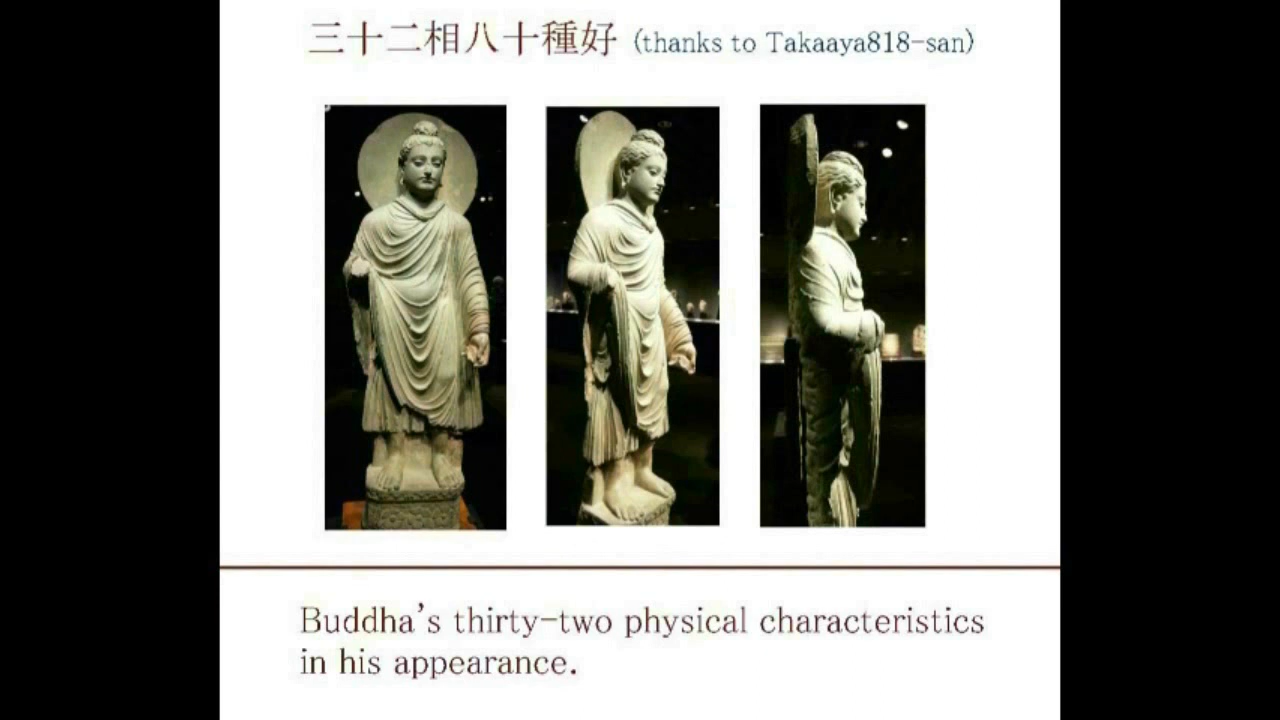 三十二相八十種好 (thanks to Takaaya818-san)
Buddha's thirty-two physical characteristics
in his appearance.